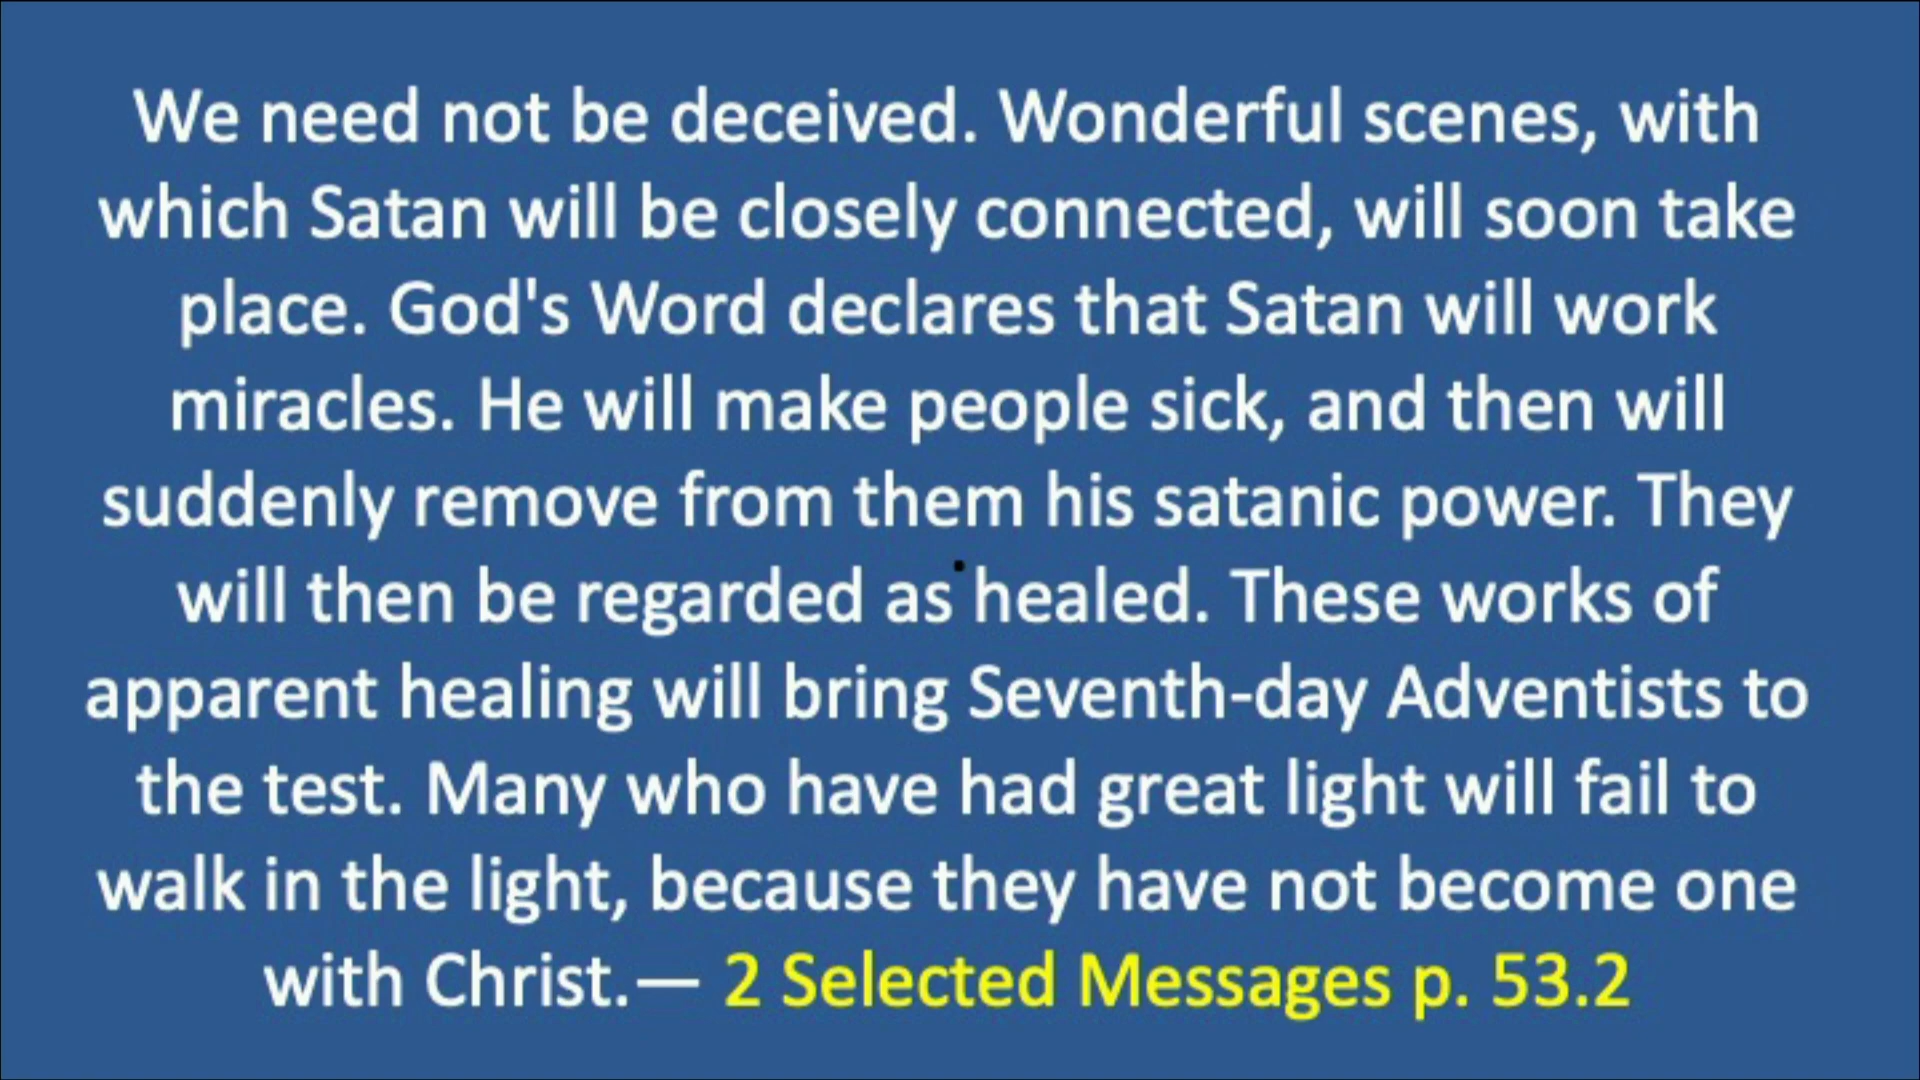 We need not be deceived. Wonderful scenes, with
which Satan will be closely connected, will soon take
place. God's Word declares that Satan will work
miracles. He will make people sick, and then will
suddenly remove from them his satanic power. They
will then be regarded as healed. These works of
apparent healing will bring Seventh-day Adventists to
the test. Many who have had great light will fail to
walk in the light, because they have not become one
with Christ.— 2 Selected Messages p. 53.2